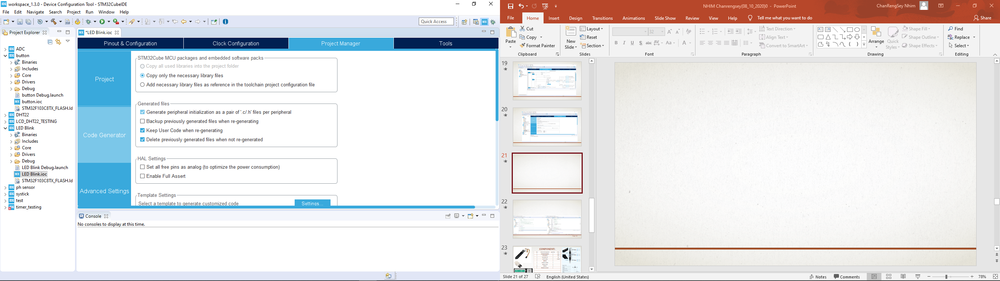 workspace_1.3.0 - Device Configuration Tool - STM32CubeIDE
File Edit Navigate Search Project Run Window Help
Quick Access
Project Explorer
ADC
button
Binaries
Includes
Core
Drivers
Debug
button Debug.launch
button.ioc
STM32F103C8TX_FLASH.ld
DHT22
LCD_DHT22_TESTING
LED Blink
Binaries
Includes
Core
Drivers
Debug
LED Blink Debug.launch
LED Blink.ioc
STM32F103C8TX_FLASH.ld
ph sensor
systick
test
timer_testing
*LED Blink.ioc
Pinout & Configuration Clock Configuration Project Manager Tools
Project
Code Generator
Advanced Settings
STM32Cube MCU packages and embedded software packs
Copy all used libraries into the project folder
Copy only the necessary library files
Add necessary library files as reference in the toolchain project configuration file
Generated files
Generate peripheral initialization as a pair of '.c/.h' files per peripheral
Backup previously generated files when re-generating
Keep User Code when re-generating
Delete previously generated files when not re-generated
HAL Settings
Set all free pins as analog (to optimize the power consumption)
Enable Full Assert
Template Settings
Select a template to generate customized code Settings...
Console
No consoles to display at this time.
NHIM Chanrengsey(08_10_2020)0 - PowerPoint
ChanRengSey Nhim
File Home Insert Design Transitions Animations Slide Show Review View Help Tell me what you want to do Share
Paste
Cut
Copy
Format Painter
Clipboard
New Slide
Layout
Reset
Section
Slides
32
B I U S abc AV Aa A
Font
Text Direction
Align Text
Convert to SmartArt
Paragraph
Arrange
Quick Styles
Shape Fill
Shape Outline
Shape Effects
Drawing
Find
Replace
Select
Editing
19
20
21
22
23
COMPONENT:
Slide 21 of 27 English (United States) Notes Comments 78%